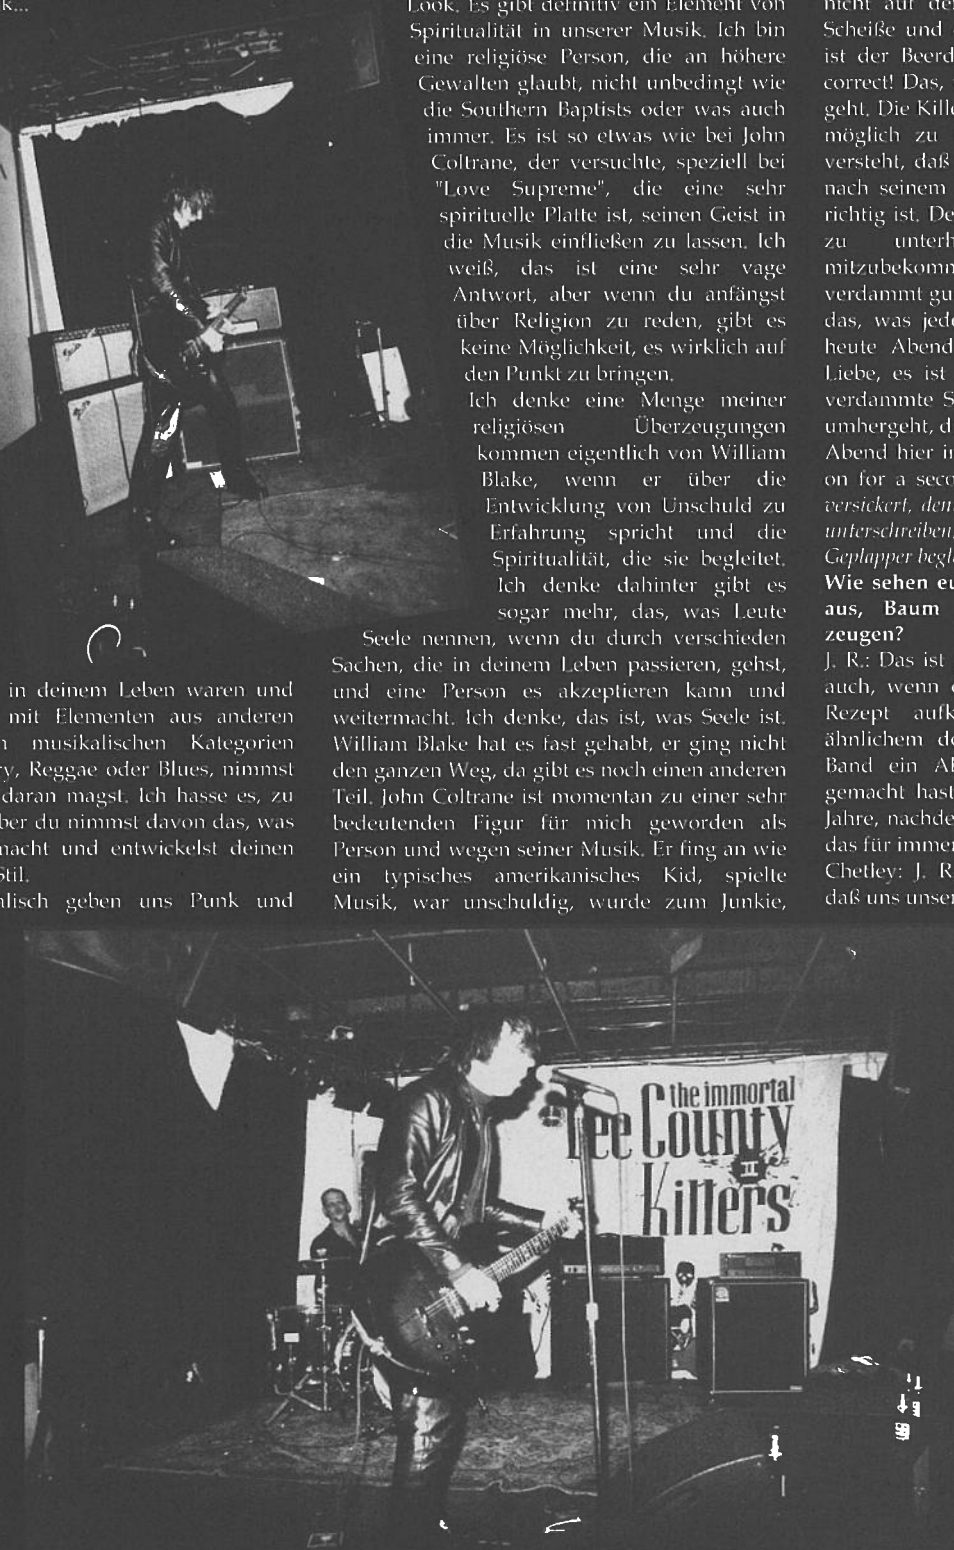 k...
in deinem Leben waren und
mit Elementen aus anderen
musikalischen Kategorien
Reggae oder Blues, nimmst
daran magst. Ich hasse es, zu
du nimmst davon das, was
und entwickelst deinen
Stil.
geben uns Punk und
Look. Es gibt definitiv ein Element von
Spiritualität in unserer Musik. Ich bin
eine religiöse Person, die an höhere
Gewalten glaubt, nicht unbedingt wie
die Southern Baptists oder was auch
immer. Es ist so etwas wie bei John
Coltrane, der versuchte, speziell bei
"Love Supreme", die eine sehr
spirituelle Platte ist, seinen Geist in
die Musik einfließen zu lassen. Ich
weiß, das ist eine sehr vage
Antwort, aber wenn du anfängst
über Religion zu reden, gibt es
keine Möglichkeit, es wirklich auf
den Punkt zu bringen.
Ich denke eine Menge meiner
religiösen Überzeugungen
kommen eigentlich von William
Blake, wenn er über die
Entwicklung von Unschuld zu
Erfahrung spricht und die
Spiritualität, die sie begleitet.
Ich denke dahinter gibt es
sogar mehr, das, was Leute
Seele nennen, wenn du durch verschieden
Sachen, die in deinem Leben passieren, gehst,
und eine Person es akzeptieren kann und
weitermacht. Ich denke, das ist, was Seele ist.
William Blake hat es fast gehabt, er ging nicht
den ganzen Weg, da gibt es noch einen anderen
Teil. John Coltrane ist momentan zu einer sehr
bedeutenden Figur für mich geworden als
Person und wegen seiner Musik. Er fing an wie
ein typisches amerikanisches Kid, spielte
Musik, war unschuldig, wurde zum Junkie,
nicht auf de
Scheiße und
ist der Beerd
correct! Das,
geht. Die Kill
möglich zu
versteht, daß
nach seinem
richtig ist. De
zu unterh
mitzubekomm
verdammt gu
das, was jede
heute Abend
Liebe, es ist
verdammte S
umhergeht, d
Abend hier i
on for a seco
versickert, den
unterschreiben,
Geplapper begl
Wie sehen eu
aus, Baum
zeugen?
J. R.: Das ist
auch, wenn
Rezept aufk
ähnlichem de
Band ein Al
gemacht hast
Jahre, nachde
das für imme
Chetley: J. R
daß uns unse
the immortal
Lee County
Killers
II